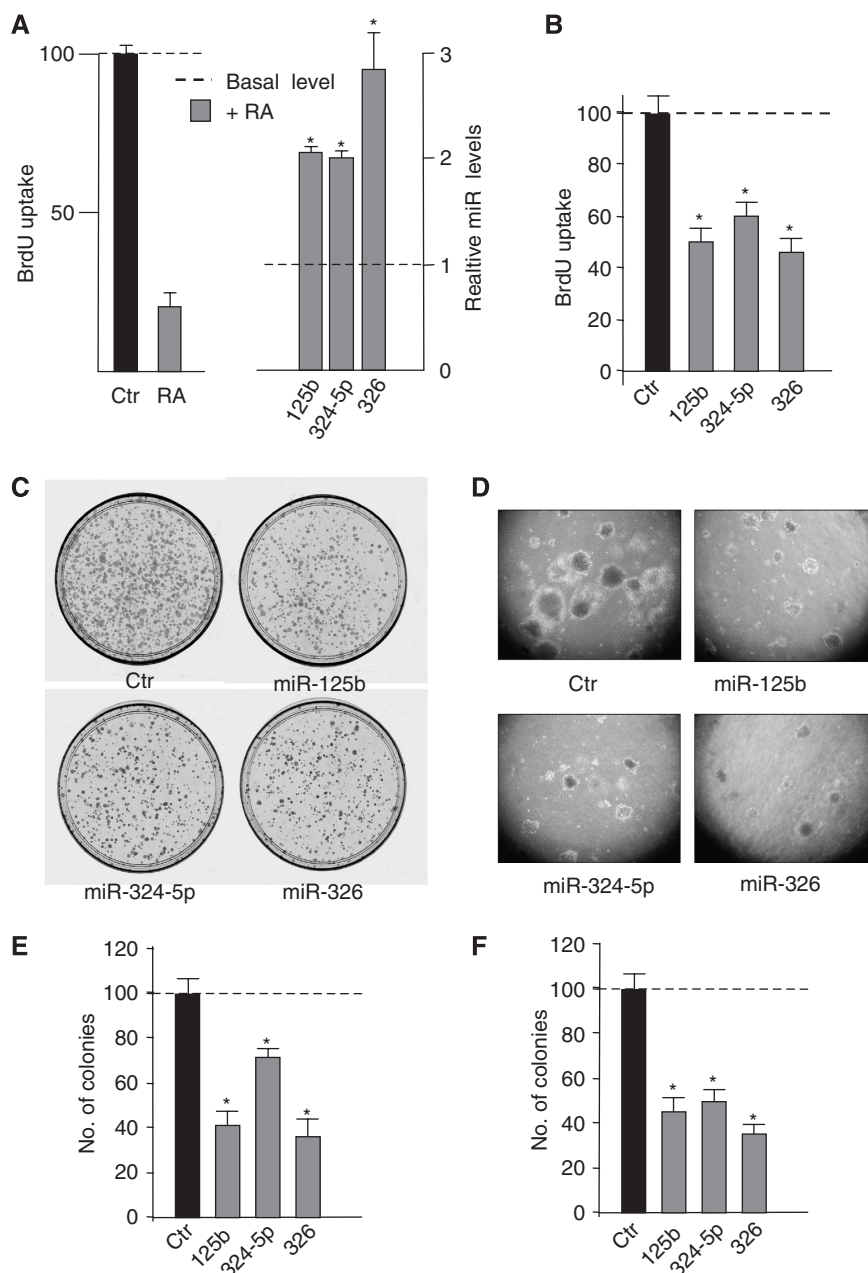 A
100
50
BrdU uptake
Ctr
RA
Basal level
+ RA
*
*
*
3
2
1
0
Realtive miR levels
125b
324-5p
326
B
100
80
60
40
20
0
BrdU uptake
*
*
*
Ctr
125b
324-5p
326
C
Ctr
miR-125b
miR-324-5p
miR-326
D
Ctr
miR-125b
miR-324-5p
miR-326
E
120
100
80
60
40
20
0
No. of colonies
*
*
*
Ctr
125b
324-5p
326
F
120
100
80
60
40
20
0
No. of colonies
*
*
*
Ctr
125b
324-5p
326